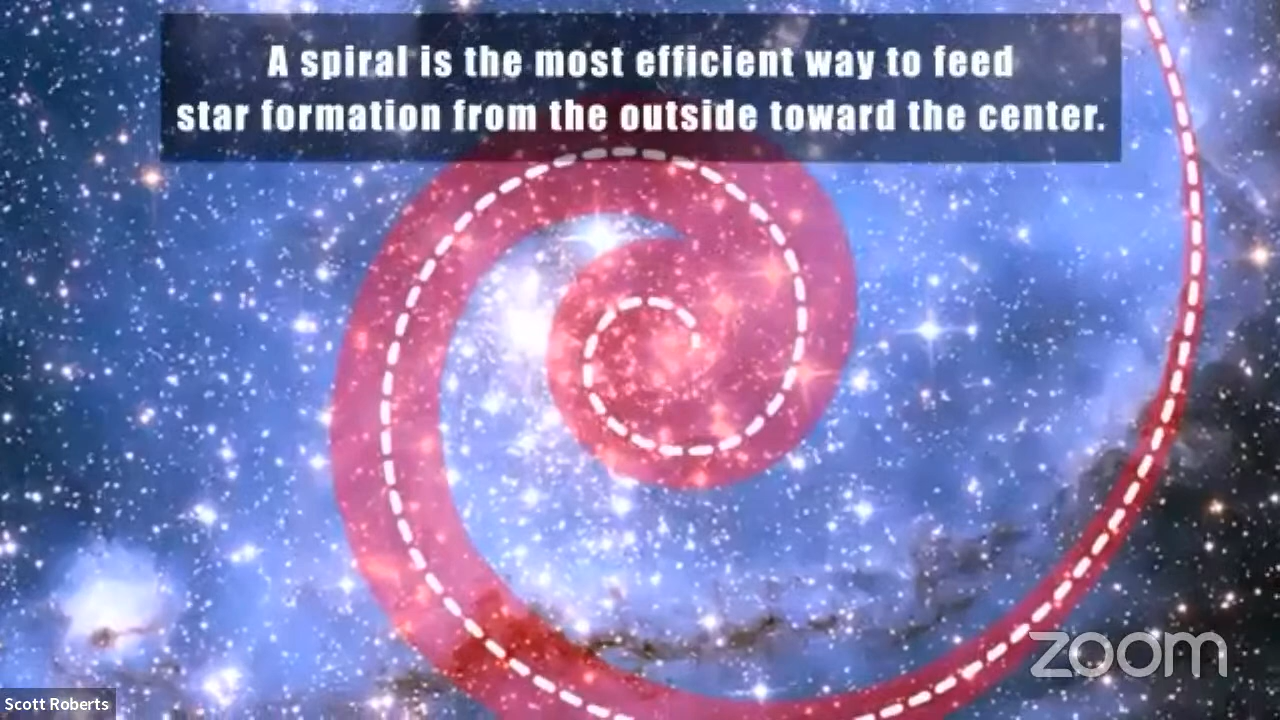 A spiral is the most efficient way to feed
star formation from the outside toward the center.
zoom
Scott Roberts